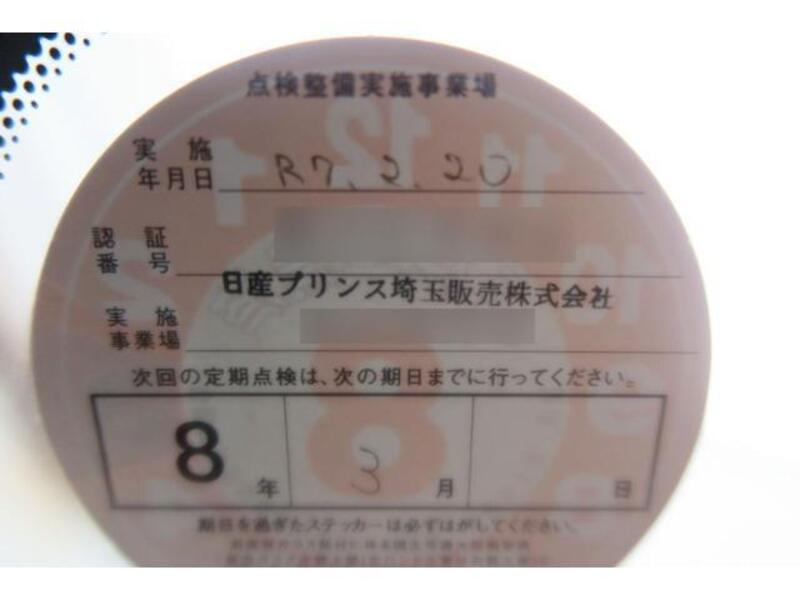 点検整備実施事業場
実施
年月日 R7.2.20
認証
番号
日産プリンス埼玉販売株式会社
実施
事業場
次回の定期点検は、次の期日までに行ってください。
8年 3月 日
期日を過ぎたステッカーは必ずはがしてください。